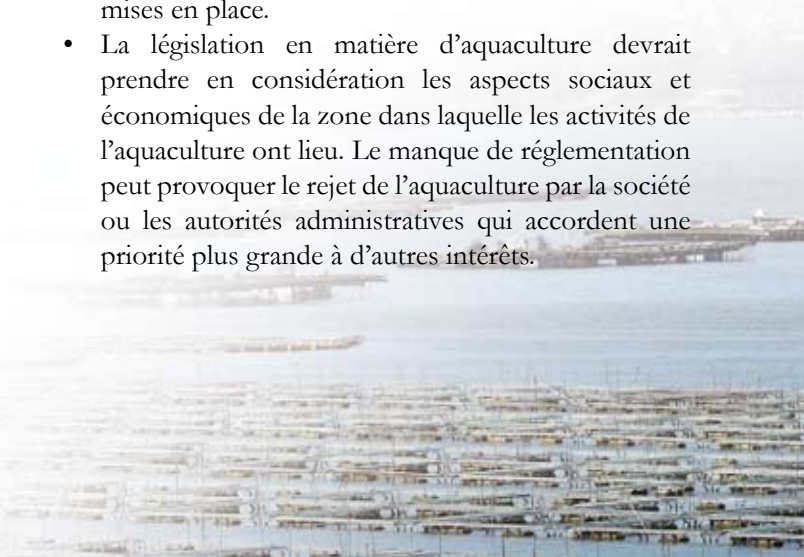 mises en place.
• La législation en matière d’aquaculture devrait
prendre en considération les aspects sociaux et
économiques de la zone dans laquelle les activités de
l’aquaculture ont lieu. Le manque de réglementation
peut provoquer le rejet de l’aquaculture par la société
ou les autorités administratives qui accordent une
priorité plus grande à d’autres intérêts.